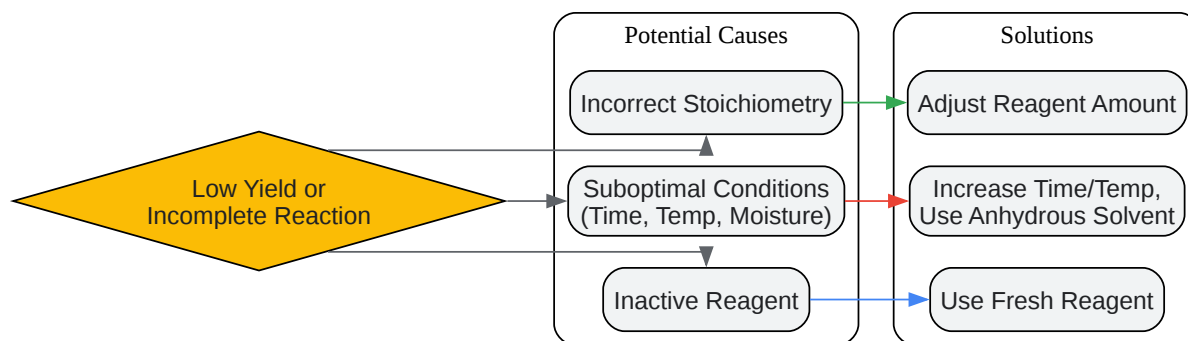 Potential Causes
Solutions
Incorrect Stoichiometry
Adjust Reagent Amount
Low Yield or
Incomplete Reaction
Suboptimal Conditions
(Time, Temp, Moisture)
Increase Time/Temp,
Use Anhydrous Solvent
Inactive Reagent
Use Fresh Reagent